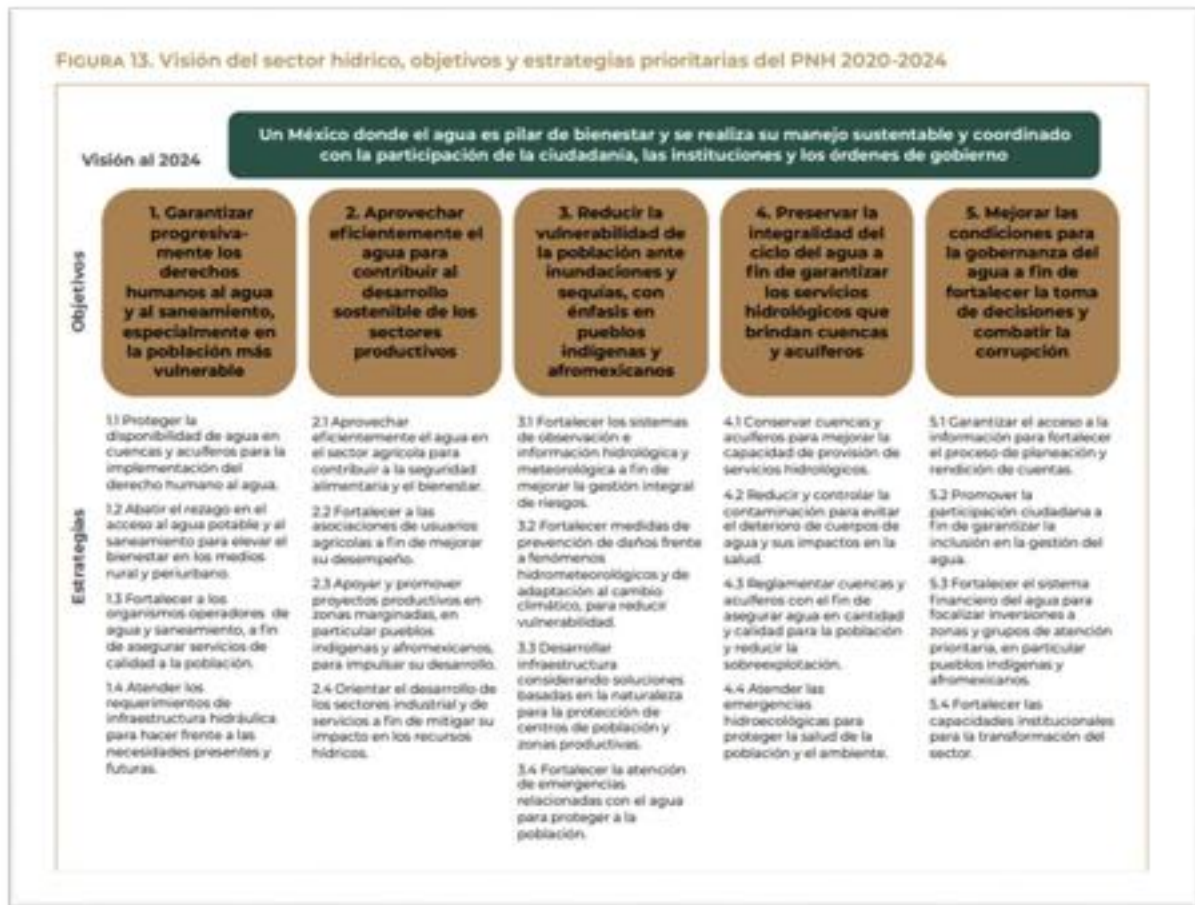 FIGURA 13. Visión del sector hídrico, objetivos y estrategias prioritarias del PNH 2020-2024
Visión al 2024
Un México donde el agua es pilar de bienestar y se realiza su manejo sustentable y coordinado
con la participación de la ciudadanía, las instituciones y los órdenes de gobierno
Objetivos
1. Garantizar
progresiva-
mente los
derechos
humanos al agua
y al saneamiento,
especialmente en
la población más
vulnerable
2. Aprovechar
eficientemente el
agua para
contribuir al
desarrollo
sostenible de los
sectores
productivos
3. Reducir la
vulnerabilidad de
la población ante
inundaciones y
sequías, con
énfasis en
pueblos
indígenas y
afromexicanos
4. Preservar la
integralidad del
ciclo del agua a
fin de garantizar
los servicios
hidrológicos que
brindan cuencas
y acuíferos
5. Mejorar las
condiciones para
la gobernanza del
agua a fin de
fortalecer la toma
de decisiones y
combatir la
corrupción
Estrategias
1.1 Proteger la
disponibilidad de agua en
cuencas y acuíferos para la
implementación del
derecho humano al agua.
1.2 Abatir el rezago en el
acceso al agua potable y al
saneamiento para elevar el
bienestar en los medios
rural y periurbano.
1.3 Fortalecer a los
organismos operadores de
agua y saneamiento, a fin
de asegurar servicios de
calidad a la población.
1.4 Atender los
requerimientos de
infraestructura hidráulica
para hacer frente a las
necesidades presentes y
futuras.
2.1 Aprovechar
eficientemente el agua en
el sector agrícola para
contribuir a la seguridad
alimentaria y el bienestar.
2.2 Fortalecer a las
asociaciones de usuarios
agrícolas a fin de mejorar
su desempeño.
2.3 Apoyar y promover
proyectos productivos en
zonas marginadas, en
particular pueblos
indígenas y afromexicanos,
para impulsar su desarrollo.
2.4 Orientar el desarrollo de
los sectores industrial y de
servicios a fin de mitigar su
impacto en los recursos
hídricos.
3.1 Fortalecer los sistemas
de observación e
información hidrológica y
meteorológica a fin de
mejorar la gestión integral
de riesgos.
3.2 Fortalecer medidas de
prevención de daños frente
a fenómenos
hidrometeorológicos y de
adaptación al cambio
climático, para reducir
vulnerabilidad.
3.3 Desarrollar
infraestructura
considerando soluciones
basadas en la naturaleza
para la protección de
centros de población y
zonas productivas.
3.4 Fortalecer la atención
de emergencias
relacionadas con el agua
para proteger a la
población.
4.1 Conservar cuencas y
acuíferos para mejorar la
capacidad de provisión de
servicios hidrológicos.
4.2 Reducir y controlar la
contaminación para evitar
el deterioro de cuerpos de
agua y sus impactos en la
salud.
4.3 Reglamentar cuencas y
acuíferos con el fin de
asegurar agua en cantidad
y calidad para la población
y reducir la
sobreexplotación.
4.4 Atender las
emergencias
hidroecológicas para
proteger la salud de la
población y el ambiente.
5.1 Garantizar el acceso a la
información para fortalecer
el proceso de planeación y
rendición de cuentas.
5.2 Promover la
participación ciudadana a
fin de garantizar la
inclusión en la gestión del
agua.
5.3 Fortalecer el sistema
financiero del agua para
focalizar inversiones a
zonas y grupos de atención
prioritaria, en particular
pueblos indígenas y
afromexicanos.
5.4 Fortalecer las
capacidades institucionales
para la transformación del
sector.